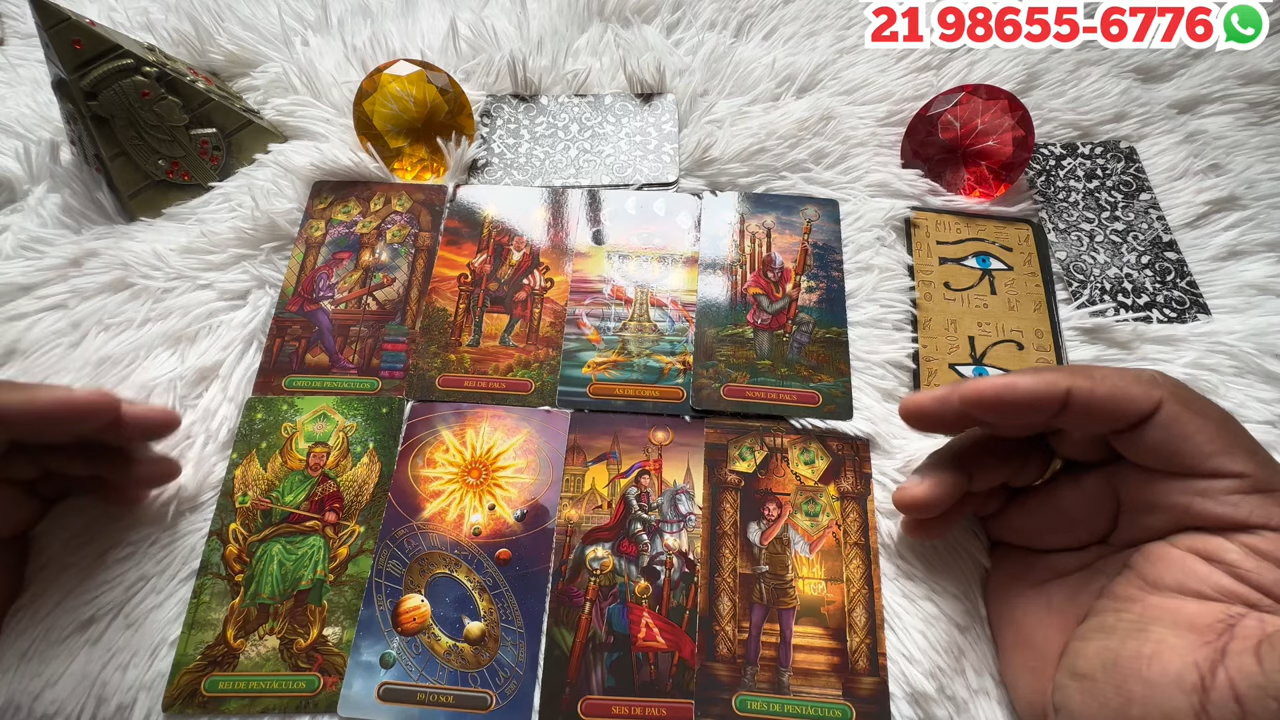 21 98655-6776
OITO DE PENTÁCULOS
REI DE PAUS
ÁS DE COPAS
NOVE DE PAUS
REI DE PENTÁCULOS
19 | O SOL
SEIS DE PAUS
TRÊS DE PENTÁCULOS